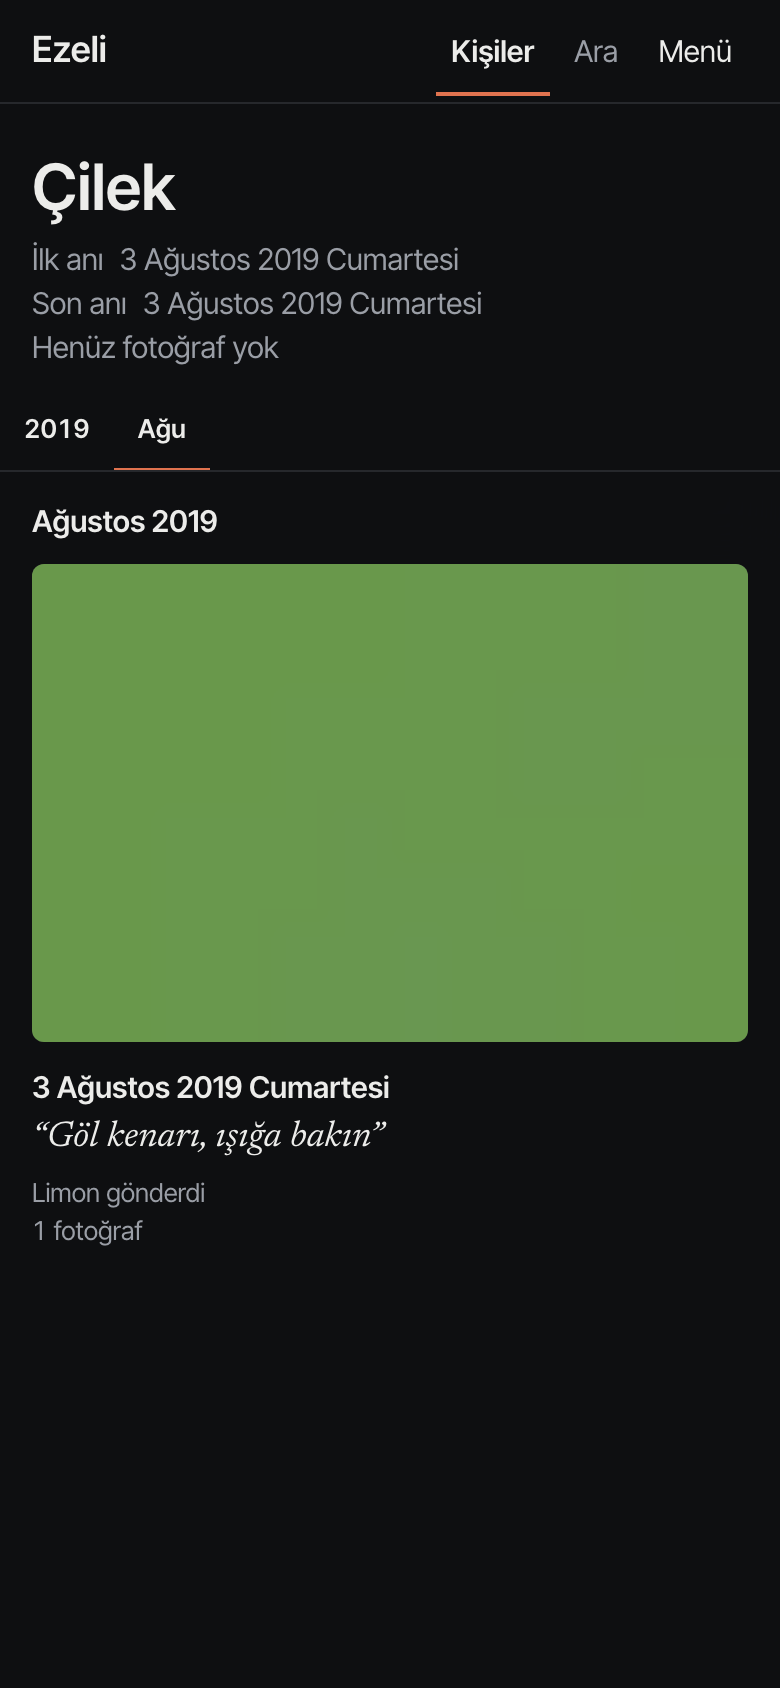 Ezeli
Kişiler Ara Menü
Çilek
İlk anı 3 Ağustos 2019 Cumartesi
Son anı 3 Ağustos 2019 Cumartesi
Henüz fotoğraf yok
2019 Ağu
Ağustos 2019
3 Ağustos 2019 Cumartesi
“Göl kenarı, ışığa bakın”
Limon gönderdi
1 fotoğraf